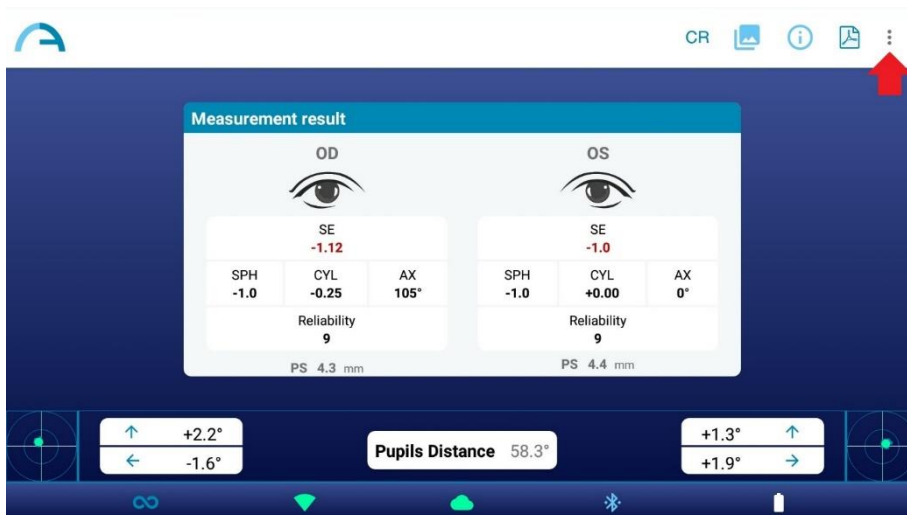 CR
Measurement result
OD OS
SE SE
-1.12 -1.0
SPH CYL AX SPH CYL AX
-1.0 -0.25 105° -1.0 +0.00 0°
Reliability Reliability
9 9
PS 4.3 mm PS 4.4 mm
+2.2° +1.3°
Pupils Distance 58.3°
-1.6° +1.9°